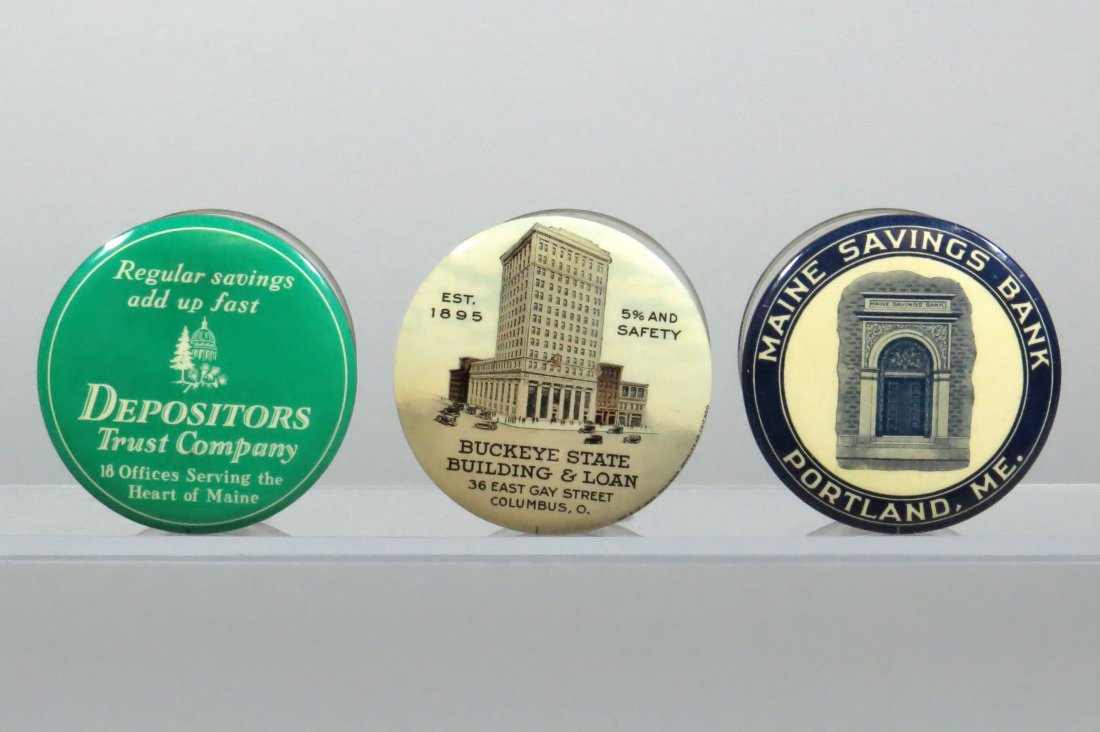 Regular savings
add up fast
DEPOSITORS
Trust Company
18 Offices Serving the
Heart of Maine
EST.
1895
5% AND
SAFETY
BUCKEYE STATE
BUILDING & LOAN
36 EAST GAY STREET
COLUMBUS, O.
MAINE SAVINGS BANK
MAINE SAVINGS BANK
PORTLAND, ME.